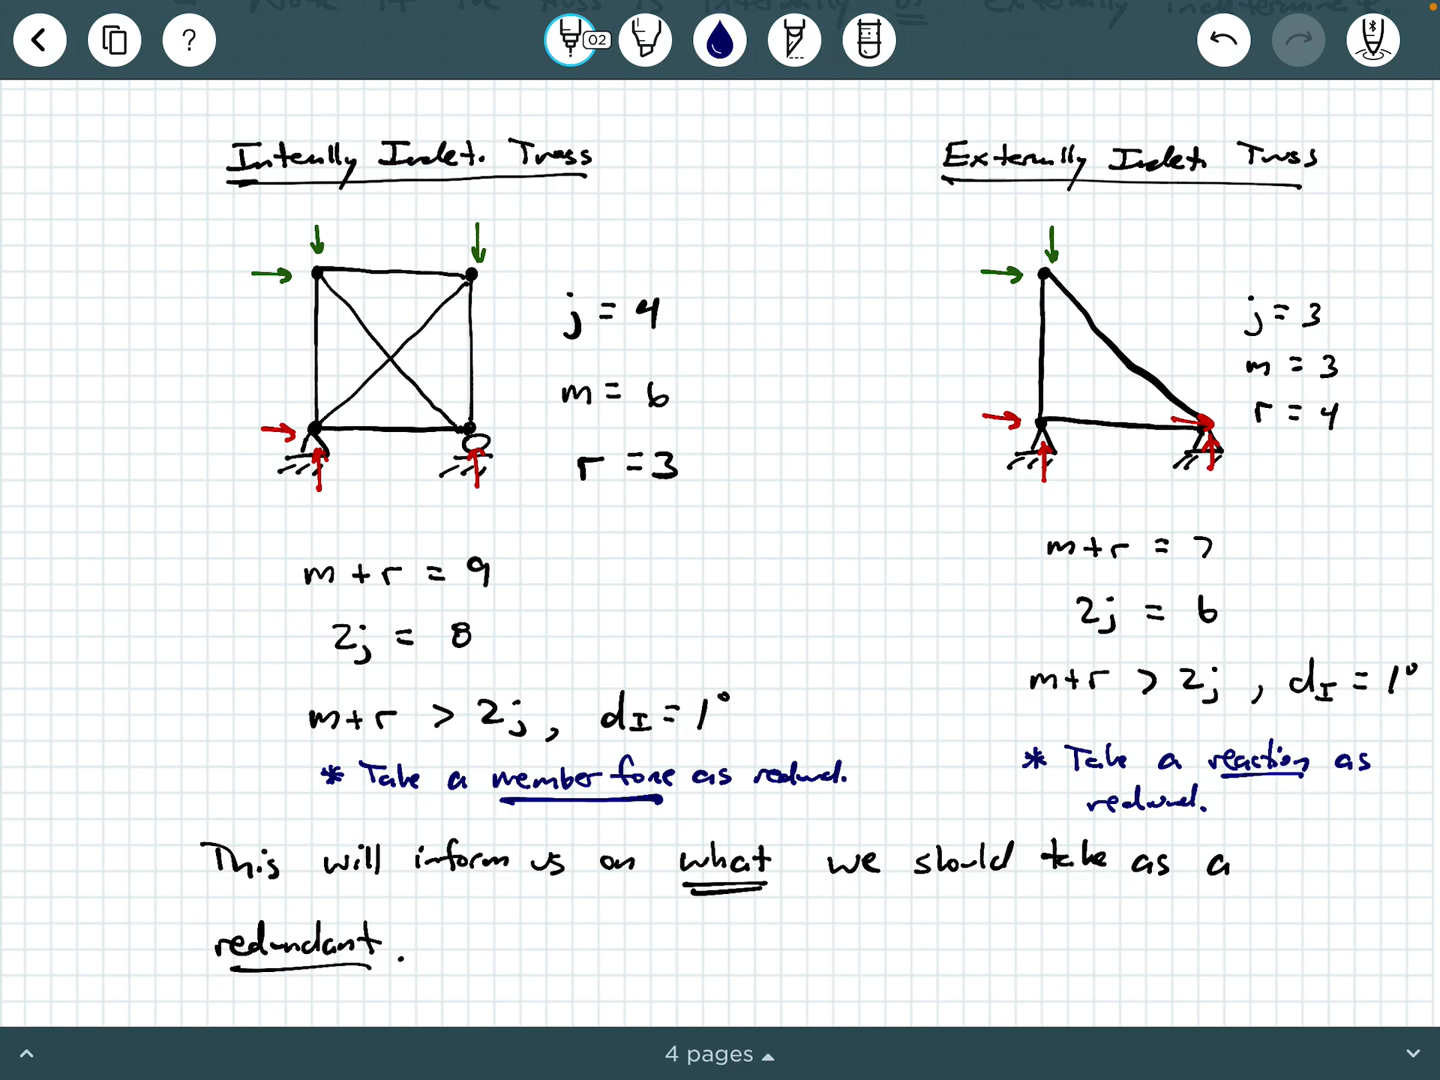 Internally Indet. Truss
j = 4
m = 6
r = 3
m + r = 9
2j = 8
m+r > 2j, dI = 1°
* Take a member force as redund.
Externally Indet. Truss
j = 3
m = 3
r = 4
m+r = 7
2j = 6
m+r > 2j, dI = 1°
* Take a reaction as
redund.
This will inform us on what we should take as a
redundant.
?
02
4 pages